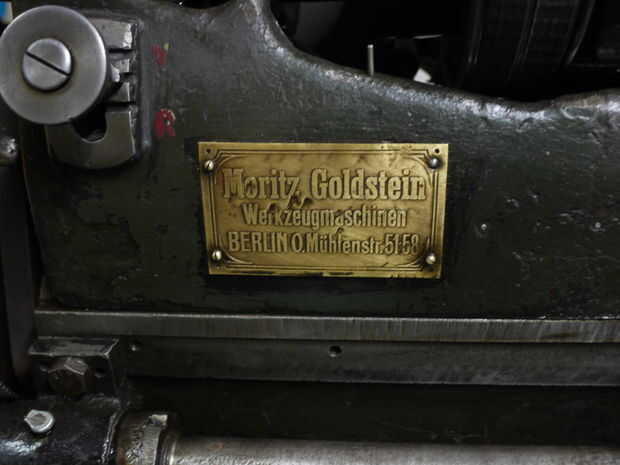 Moritz Goldstein
Werkzeugmaschinen
BERLIN O. Mühlenstr. 51-58